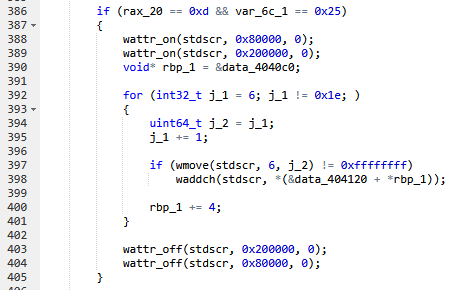 386 if (rax_20 == 0xd && var_6c_1 == 0x25)
387 {
388 wattr_on(stdscr, 0x80000, 0);
389 wattr_on(stdscr, 0x200000, 0);
390 void* rbp_1 = &data_4040c0;
391
392 for (int32_t j_1 = 6; j_1 != 0x1e; )
393 {
394 uint64_t j_2 = j_1;
395 j_1 += 1;
396
397 if (wmove(stdscr, 6, j_2) != 0xffffffff)
398 waddch(stdscr, *(&data_404120 + *rbp_1));
399
400 rbp_1 += 4;
401 }
402
403 wattr_off(stdscr, 0x200000, 0);
404 wattr_off(stdscr, 0x80000, 0);
405 }